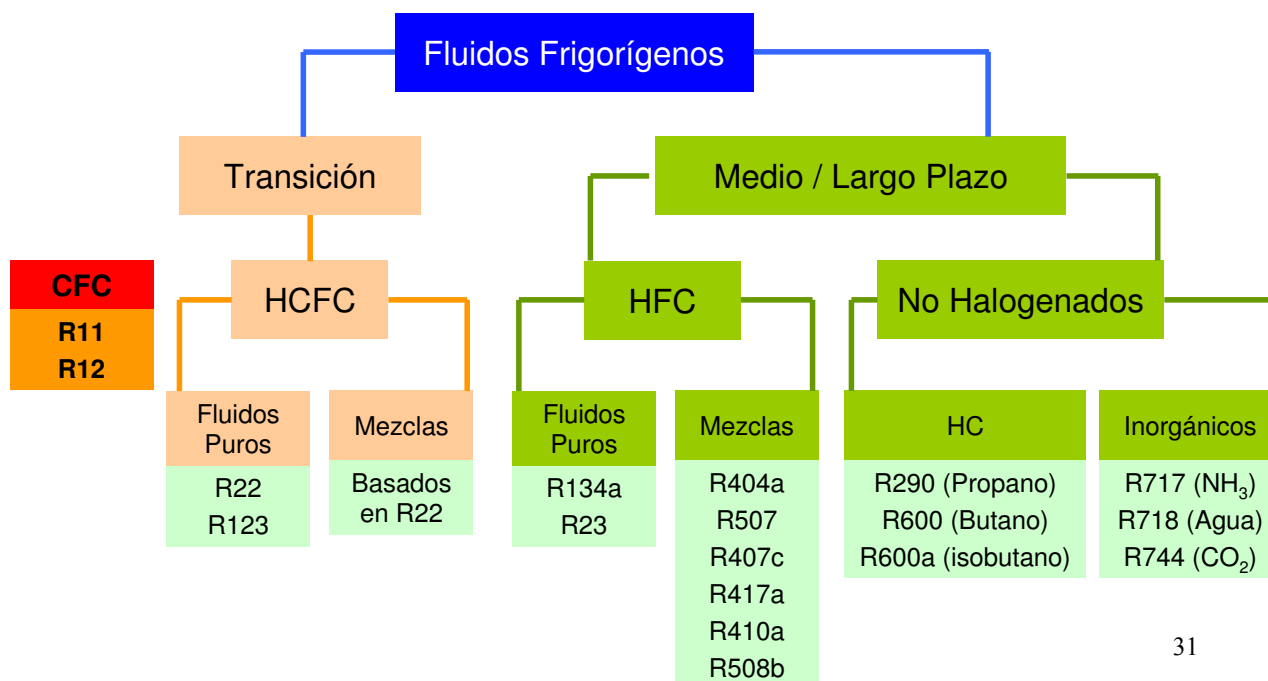 Fluidos Frigorígenos
Transición
Medio / Largo Plazo
CFC
R11
R12
HCFC
HFC
No Halogenados
Fluidos
Puros
R22
R123
Mezclas
Basados
en R22
Fluidos
Puros
R134a
R23
Mezclas
R404a
R507
R407c
R417a
R410a
R508b
HC
R290 (Propano)
R600 (Butano)
R600a (isobutano)
Inorgánicos
R717 (NH₃)
R718 (Agua)
R744 (CO₂)
31